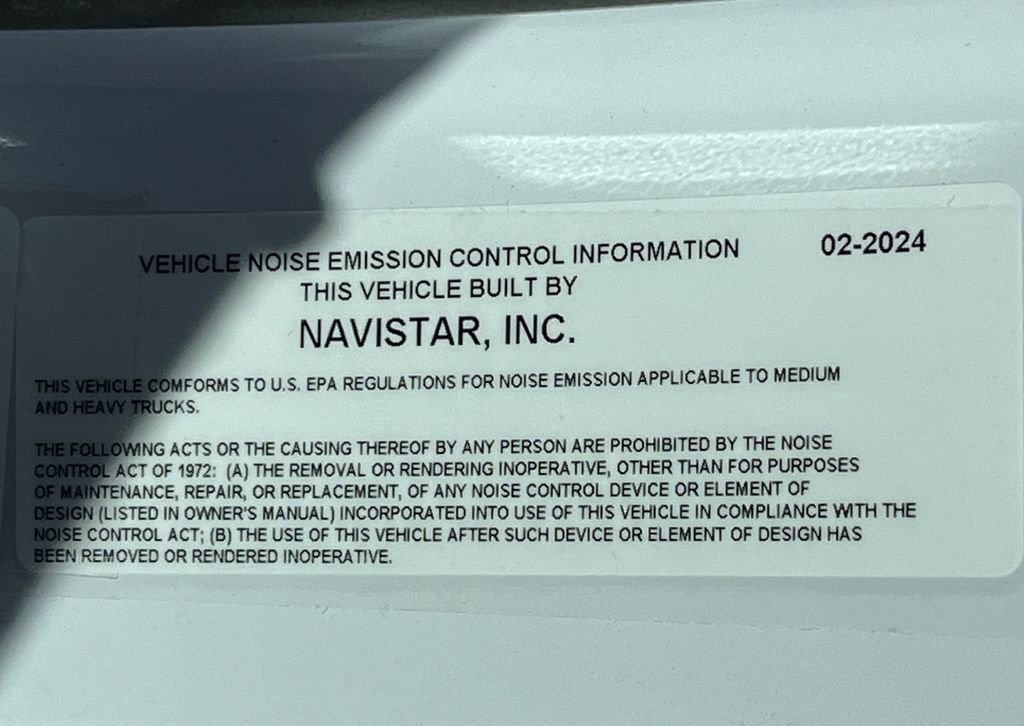 VEHICLE NOISE EMISSION CONTROL INFORMATION 02-2024
THIS VEHICLE BUILT BY
NAVISTAR, INC.
THIS VEHICLE COMFORMS TO U.S. EPA REGULATIONS FOR NOISE EMISSION APPLICABLE TO MEDIUM
AND HEAVY TRUCKS.
THE FOLLOWING ACTS OR THE CAUSING THEREOF BY ANY PERSON ARE PROHIBITED BY THE NOISE
CONTROL ACT OF 1972: (A) THE REMOVAL OR RENDERING INOPERATIVE, OTHER THAN FOR PURPOSES
OF MAINTENANCE, REPAIR, OR REPLACEMENT, OF ANY NOISE CONTROL DEVICE OR ELEMENT OF
DESIGN (LISTED IN OWNER'S MANUAL) INCORPORATED INTO USE OF THIS VEHICLE IN COMPLIANCE WITH THE
NOISE CONTROL ACT; (B) THE USE OF THIS VEHICLE AFTER SUCH DEVICE OR ELEMENT OF DESIGN HAS
BEEN REMOVED OR RENDERED INOPERATIVE.